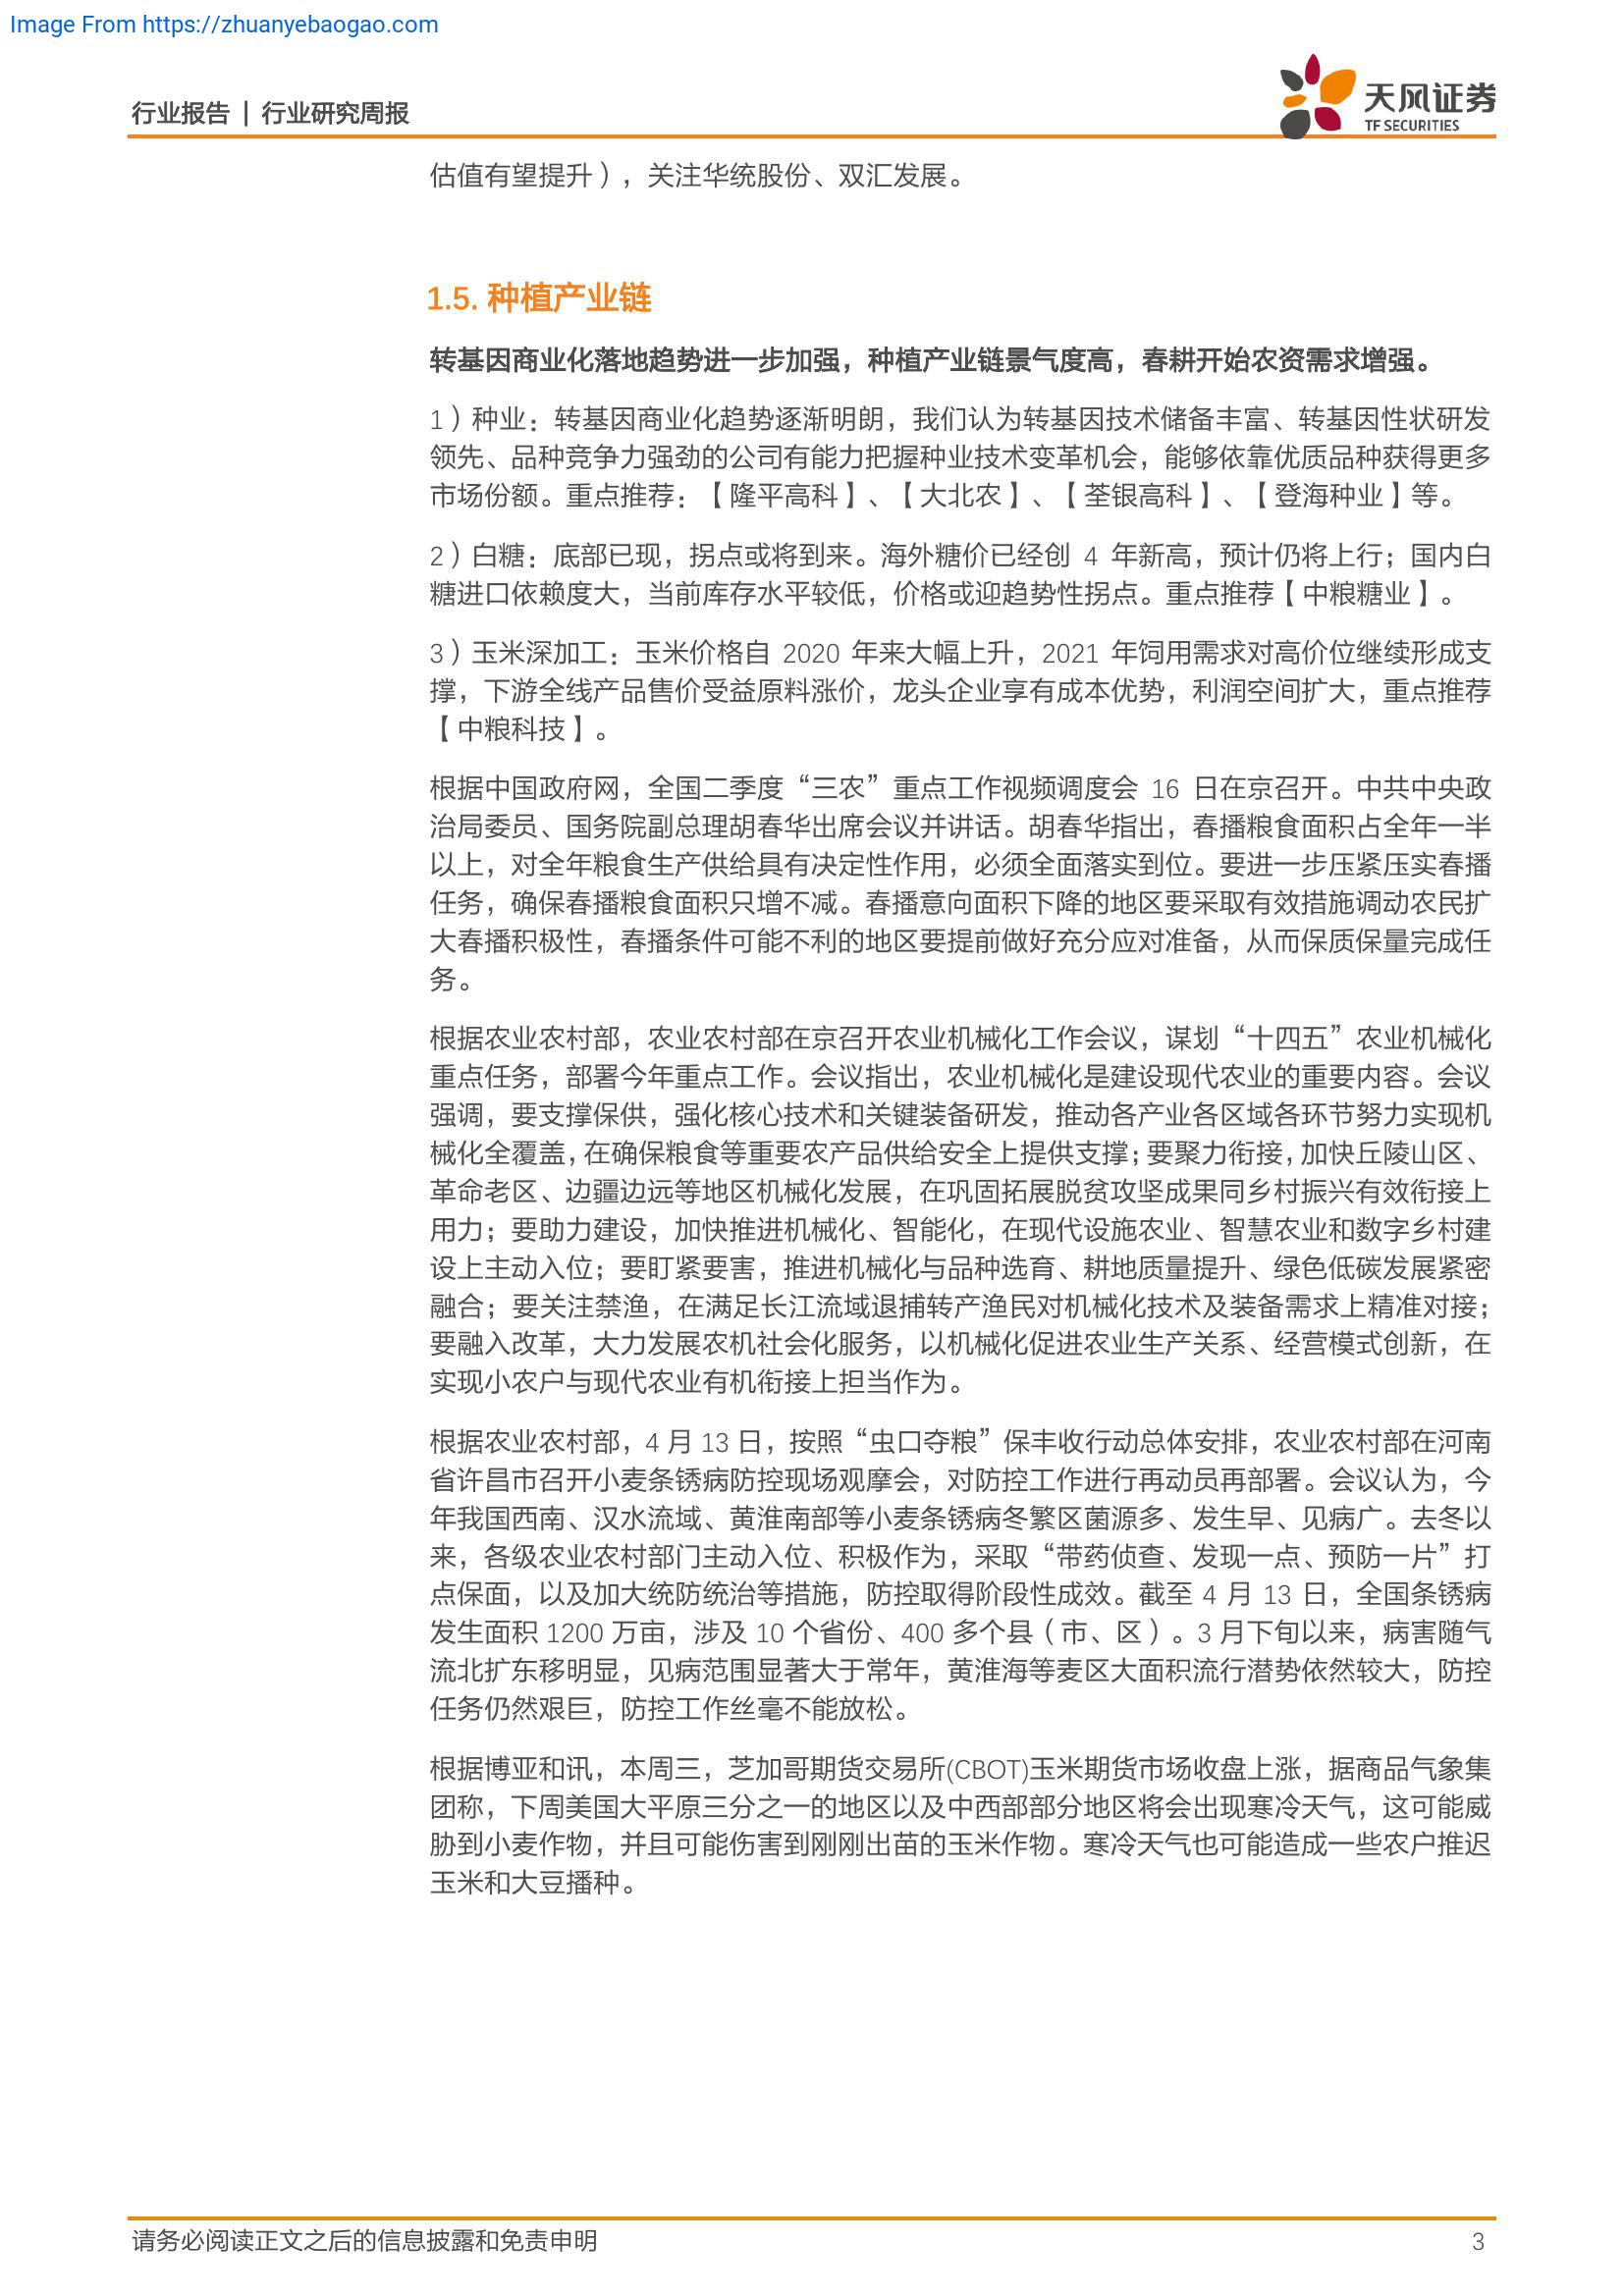 Image From https://zhuanyebaogao.com
行业报告 | 行业研究周报
天风证券
TF SECURITIES
估值有望提升），关注华统股份、双汇发展。
1.5. 种植产业链
转基因商业化落地趋势进一步加强，种植产业链景气度高，春耕开始农资需求增强。
1）种业：转基因商业化趋势逐渐明朗，我们认为转基因技术储备丰富、转基因性状研发
领先、品种竞争力强劲的公司有能力把握种业技术变革机会，能够依靠优质品种获得更多
市场份额。重点推荐：【隆平高科】、【大北农】、【荃银高科】、【登海种业】等。
2）白糖：底部已现，拐点或将到来。海外糖价已经创 4 年新高，预计仍将上行；国内白
糖进口依赖度大，当前库存水平较低，价格或迎趋势性拐点。重点推荐【中粮糖业】。
3）玉米深加工：玉米价格自 2020 年来大幅上升，2021 年饲用需求对高价位继续形成支
撑，下游全线产品售价受益原料涨价，龙头企业享有成本优势，利润空间扩大，重点推荐
【中粮科技】。
根据中国政府网，全国二季度“三农”重点工作视频调度会 16 日在京召开。中共中央政
治局委员、国务院副总理胡春华出席会议并讲话。胡春华指出，春播粮食面积占全年一半
以上，对全年粮食生产供给具有决定性作用，必须全面落实到位。要进一步压紧压实春播
任务，确保春播粮食面积只增不减。春播意向面积下降的地区要采取有效措施调动农民扩
大春播积极性，春播条件可能不利的地区要提前做好充分应对准备，从而保质保量完成任
务。
根据农业农村部，农业农村部在京召开农业机械化工作会议，谋划“十四五”农业机械化
重点任务，部署今年重点工作。会议指出，农业机械化是建设现代农业的重要内容。会议
强调，要支撑保供，强化核心技术和关键装备研发，推动各产业各区域各环节努力实现机
械化全覆盖，在确保粮食等重要农产品供给安全上提供支撑；要聚力衔接，加快丘陵山区、
革命老区、边疆边远等地区机械化发展，在巩固拓展脱贫攻坚成果同乡村振兴有效衔接上
用力；要助力建设，加快推进机械化、智能化，在现代设施农业、智慧农业和数字乡村建
设上主动入位；要盯紧要害，推进机械化与品种选育、耕地质量提升、绿色低碳发展紧密
融合；要关注禁渔，在满足长江流域退捕转产渔民对机械化技术及装备需求上精准对接；
要融入改革，大力发展农机社会化服务，以机械化促进农业生产关系、经营模式创新，在
实现小农户与现代农业有机衔接上担当作为。
根据农业农村部，4 月 13 日，按照“虫口夺粮”保丰收行动总体安排，农业农村部在河南
省许昌市召开小麦条锈病防控现场观摩会，对防控工作进行再动员再部署。会议认为，今
年我国西南、汉水流域、黄淮南部等小麦条锈病冬繁区菌源多、发生早、见病广。去冬以
来，各级农业农村部门主动入位、积极作为，采取“带药侦查、发现一点、预防一片”打
点保面，以及加大统防统治等措施，防控取得阶段性成效。截至 4 月 13 日，全国条锈病
发生面积 1200 万亩，涉及 10 个省份、400 多个县（市、区）。3 月下旬以来，病害随气
流北扩东移明显，见病范围显著大于常年，黄淮海等麦区大面积流行潜势依然较大，防控
任务仍然艰巨，防控工作丝毫不能放松。
根据博亚和讯，本周三，芝加哥期货交易所(CBOT)玉米期货市场收盘上涨，据商品气象集
团称，下周美国大平原三分之一的地区以及中西部部分地区将会出现寒冷天气，这可能威
胁到小麦作物，并且可能伤害到刚刚出苗的玉米作物。寒冷天气也可能造成一些农户推迟
玉米和大豆播种。
请务必阅读正文之后的信息披露和免责申明
3